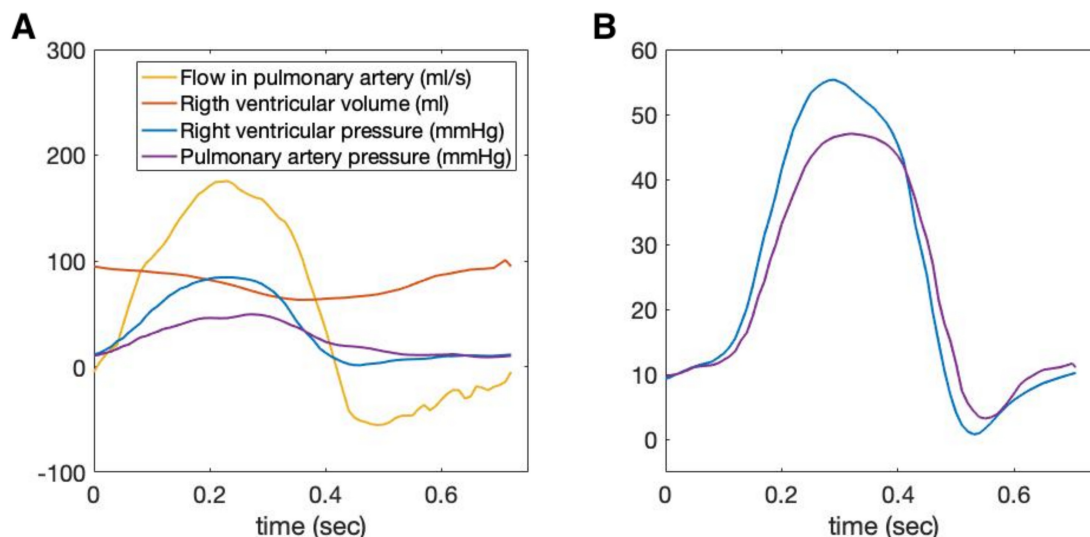 A
B
300
200
100
0
-100
Flow in pulmonary artery (ml/s)
Rigth ventricular volume (ml)
Right ventricular pressure (mmHg)
Pulmonary artery pressure (mmHg)
0 0.2 0.4 0.6
time (sec)
60
50
40
30
20
10
0
0 0.2 0.4 0.6
time (sec)